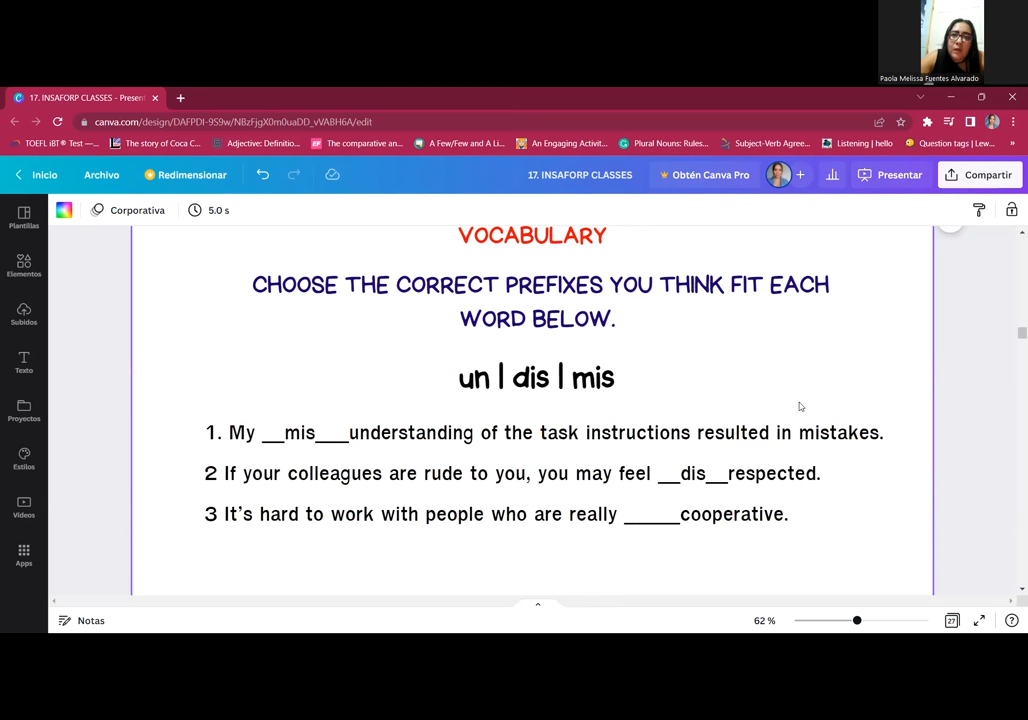 Paola Melissa Fuentes Alvarado
17. INSAFORP CLASSES - Present
canva.com/design/DAFPDI-9S9w/NBzFjgX0m0uaDD_vVABH6A/edit
TOEFL iBT® Test —... The story of Coca C... Adjective: Definitio... The comparative an... A Few/Few and A Li... An Engaging Activit... Plural Nouns: Rules... Subject-Verb Agree... Listening | hello Question tags | Lew... »
Inicio Archivo Redimensionar 17. INSAFORP CLASSES Obtén Canva Pro Presentar Compartir
Corporativa 5.0 s
Plantillas
Elementos
Subidos
Texto
Proyectos
Estilos
Videos
Apps
VOCABULARY
CHOOSE THE CORRECT PREFIXES YOU THINK FIT EACH
WORD BELOW.
un | dis | mis
1. My __mis___understanding of the task instructions resulted in mistakes.
2 If your colleagues are rude to you, you may feel __dis__respected.
3 It's hard to work with people who are really _____cooperative.
Notas 62 % 27